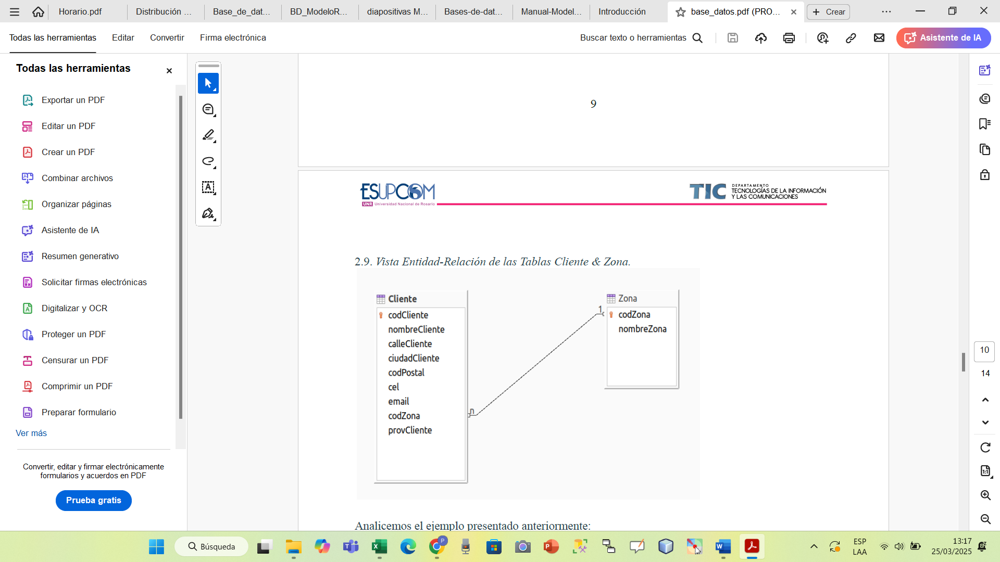 Horario.pdf
Distribución ...
Base_de_dat...
BD_ModeloR...
diapositivas M...
Bases-de-dat...
Manual-Model...
Introducción
base_datos.pdf (PRO...
Crear
Todas las herramientas
Editar
Convertir
Firma electrónica
Buscar texto o herramientas
Asistente de IA
Todas las herramientas
Exportar un PDF
Editar un PDF
Crear un PDF
Combinar archivos
Organizar páginas
Asistente de IA
Resumen generativo
Solicitar firmas electrónicas
Digitalizar y OCR
Proteger un PDF
Censurar un PDF
Comprimir un PDF
Preparar formulario
Ver más
Convertir, editar y firmar electrónicamente
formularios y acuerdos en PDF
Prueba gratis
9
ESUPCOM
UNR Universidad Nacional de Rosario
TIC
DEPARTAMENTO
TECNOLOGÍAS DE LA INFORMACIÓN
Y LAS COMUNICACIONES
2.9. Vista Entidad-Relación de las Tablas Cliente & Zona.
Cliente
codCliente
nombreCliente
calleCliente
ciudadCliente
codPostal
cel
email
codZona
provCliente
n
1
Zona
codZona
nombreZona
Analicemos el ejemplo presentado anteriormente:
10
14
Búsqueda
ESP
LAA
13:17
25/03/2025